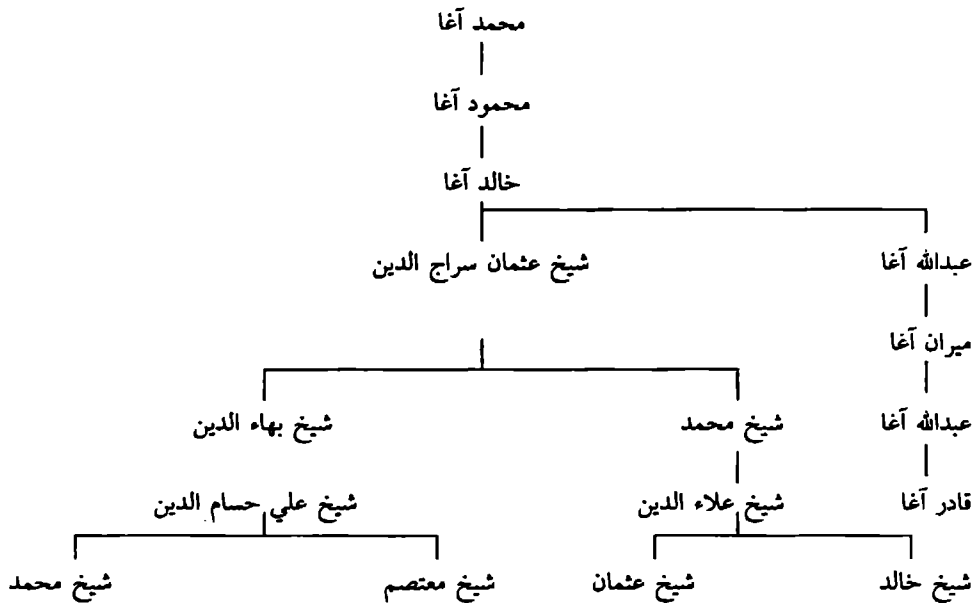 محمد آغا
محمود آغا
خالد آغا
عبدالله آغا
شيخ عثمان سراج الدين
ميران آغا
عبدالله آغا
شيخ محمد
شيخ بهاء الدين
قادر آغا
شيخ علاء الدين
شيخ علي حسام الدين
شيخ خالد
شيخ عثمان
شيخ معتصم
شيخ محمد